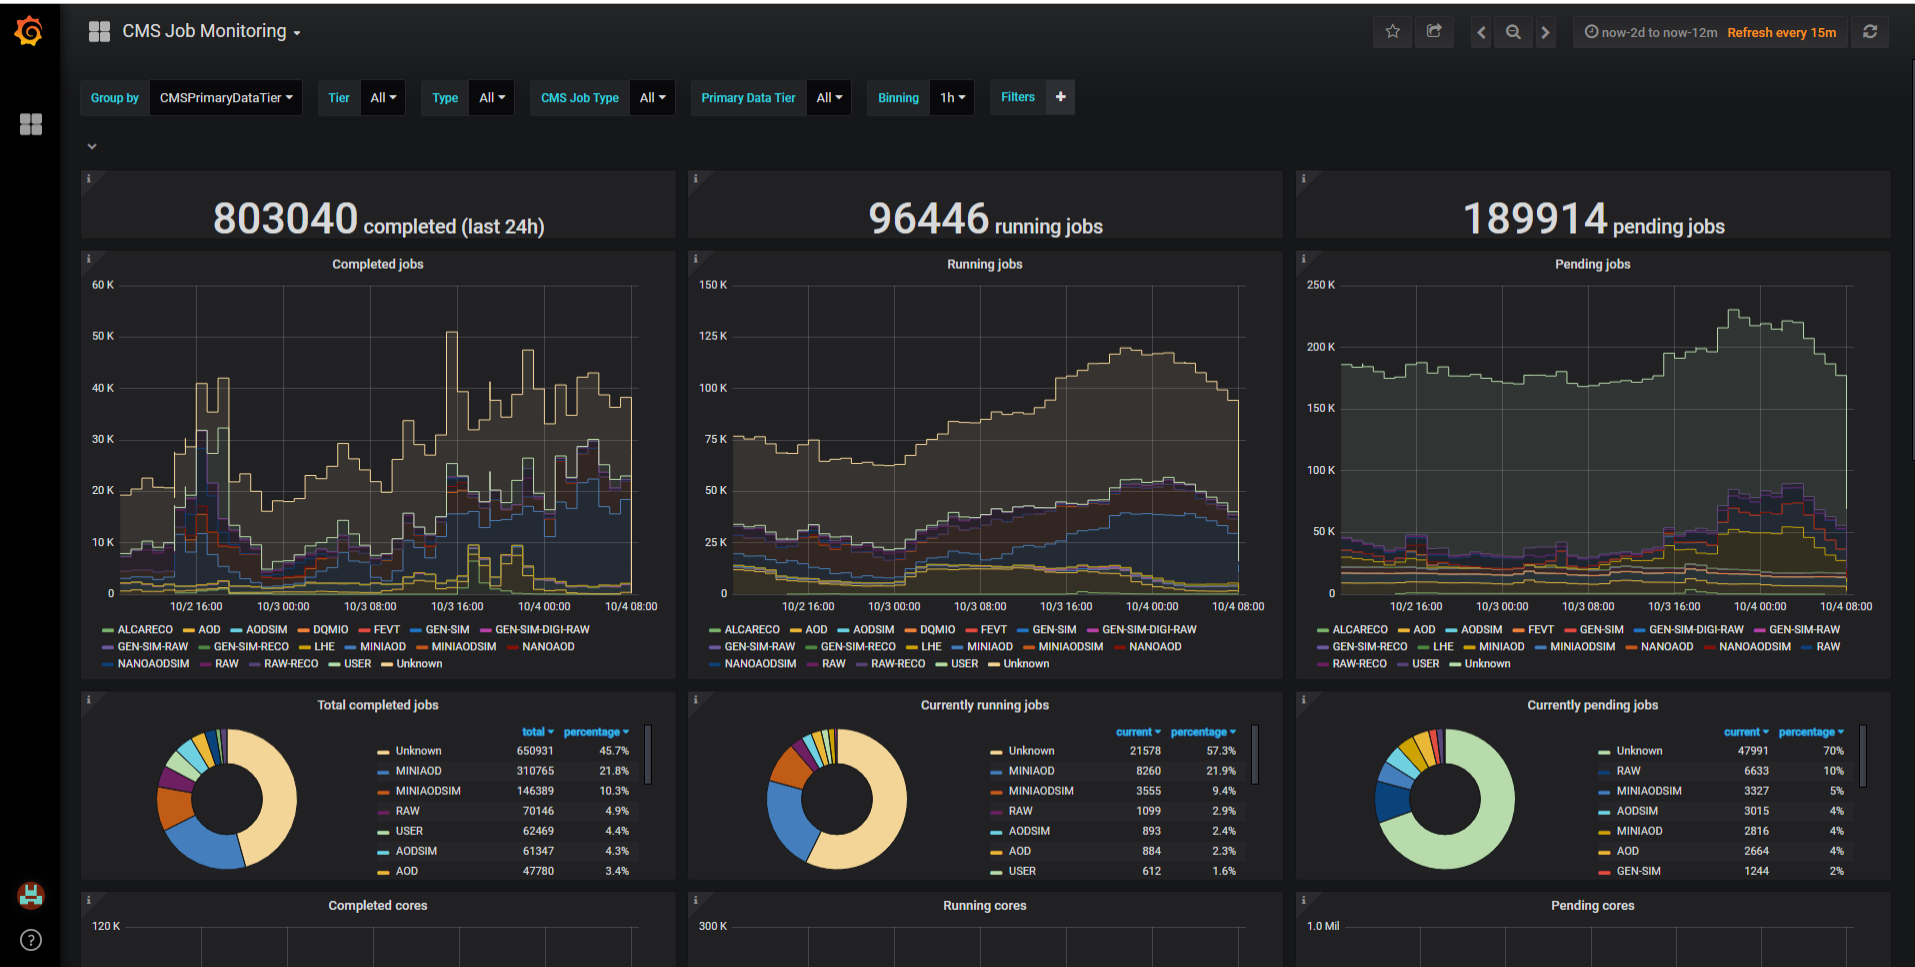 CMS Job Monitoring
now-2d to now-12m Refresh every 15m
Group by CMSPrimaryDataTier Tier All Type All CMS Job Type All Primary Data Tier All Binning 1h Filters +
803040 completed (last 24h)
96446 running jobs
189914 pending jobs
Completed jobs
60 K
50 K
40 K
30 K
20 K
10 K
0
10/2 16:00 10/3 00:00 10/3 08:00 10/3 16:00 10/4 00:00 10/4 08:00
ALCARECO AOD AODSIM DQMIO FEVT GEN-SIM GEN-SIM-DIGI-RAW
GEN-SIM-RAW GEN-SIM-RECO LHE MINIAOD MINIAODSIM NANOAOD
NANOAODSIM RAW RAW-RECO USER Unknown
Running jobs
150 K
125 K
100 K
75 K
50 K
25 K
0
10/2 16:00 10/3 00:00 10/3 08:00 10/3 16:00 10/4 00:00 10/4 08:00
ALCARECO AOD AODSIM DQMIO FEVT GEN-SIM GEN-SIM-DIGI-RAW
GEN-SIM-RAW GEN-SIM-RECO LHE MINIAOD MINIAODSIM NANOAOD
NANOAODSIM RAW RAW-RECO USER Unknown
Pending jobs
250 K
200 K
150 K
100 K
50 K
0
10/2 16:00 10/3 00:00 10/3 08:00 10/3 16:00 10/4 00:00 10/4 08:00
ALCARECO AOD AODSIM FEVT GEN-SIM GEN-SIM-DIGI-RAW GEN-SIM-RAW
GEN-SIM-RECO LHE MINIAOD MINIAODSIM NANOAOD NANOAODSIM RAW
RAW-RECO USER Unknown
Total completed jobs
total percentage
Unknown 650931 45.7%
MINIAOD 310765 21.8%
MINIAODSIM 146389 10.3%
RAW 70146 4.9%
USER 62469 4.4%
AODSIM 61347 4.3%
AOD 47780 3.4%
Currently running jobs
current percentage
Unknown 21578 57.3%
MINIAOD 8260 21.9%
MINIAODSIM 3555 9.4%
RAW 1099 2.9%
AODSIM 893 2.4%
AOD 884 2.3%
USER 612 1.6%
Currently pending jobs
current percentage
Unknown 47991 70%
RAW 6633 10%
MINIAODSIM 3327 5%
AODSIM 3015 4%
MINIAOD 2816 4%
AOD 2664 4%
GEN-SIM 1244 2%
Completed cores
120 K
Running cores
300 K
Pending cores
1.0 Mil